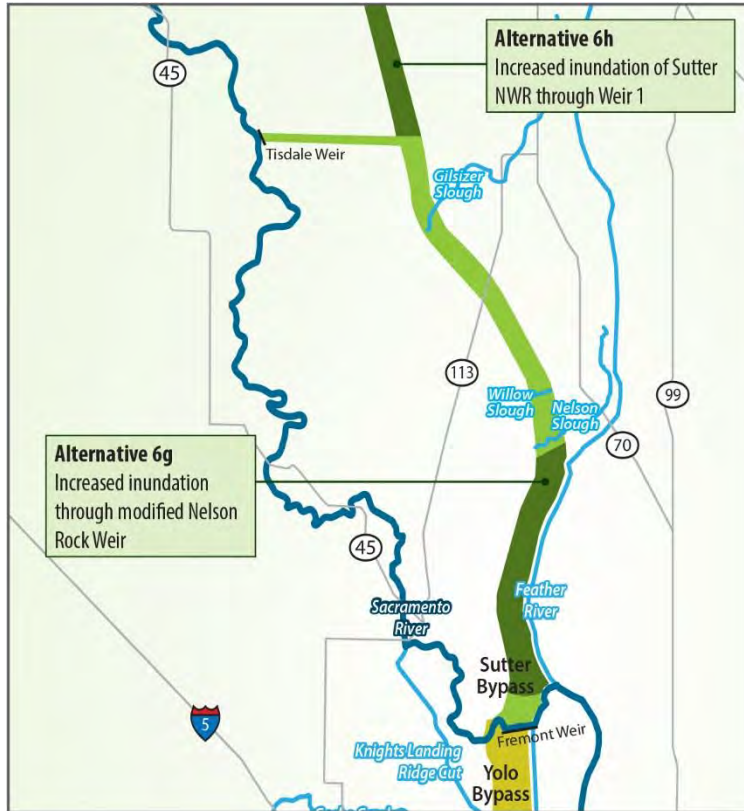 Alternative 6h
Increased inundation of Sutter
NWR through Weir 1
45
Tisdale Weir
Gilsizer
Slough
113
99
Willow
Slough
Nelson
Slough
70
Alternative 6g
Increased inundation
through modified Nelson
Rock Weir
45
Sacramento
River
Feather
River
Sutter
Bypass
5
Fremont Weir
Knights Landing
Ridge Cut
Yolo
Bypass